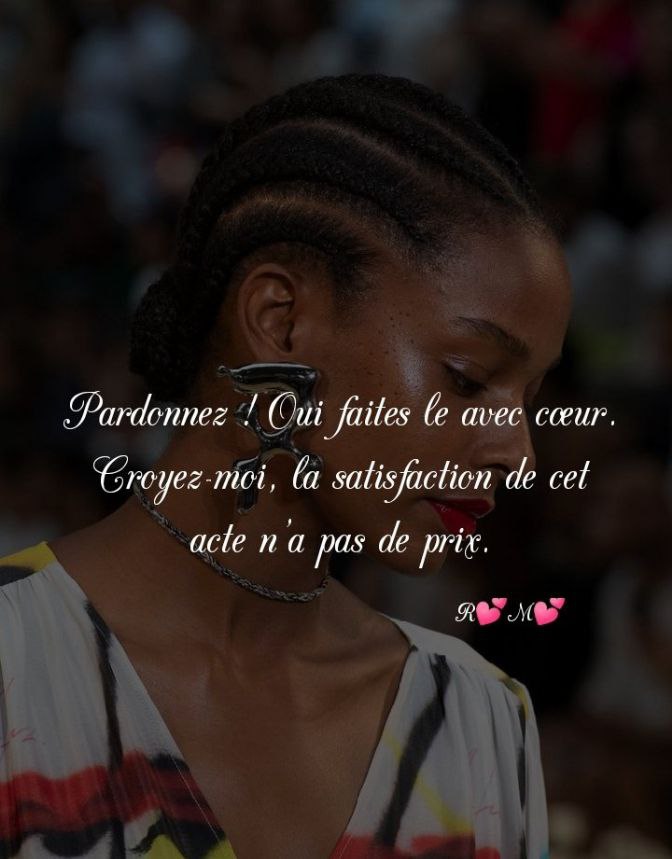 Pardonnez ! Oui faites le avec cœur.
Croyez-moi, la satisfaction de cet
acte n'a pas de prix.
R💕M💕